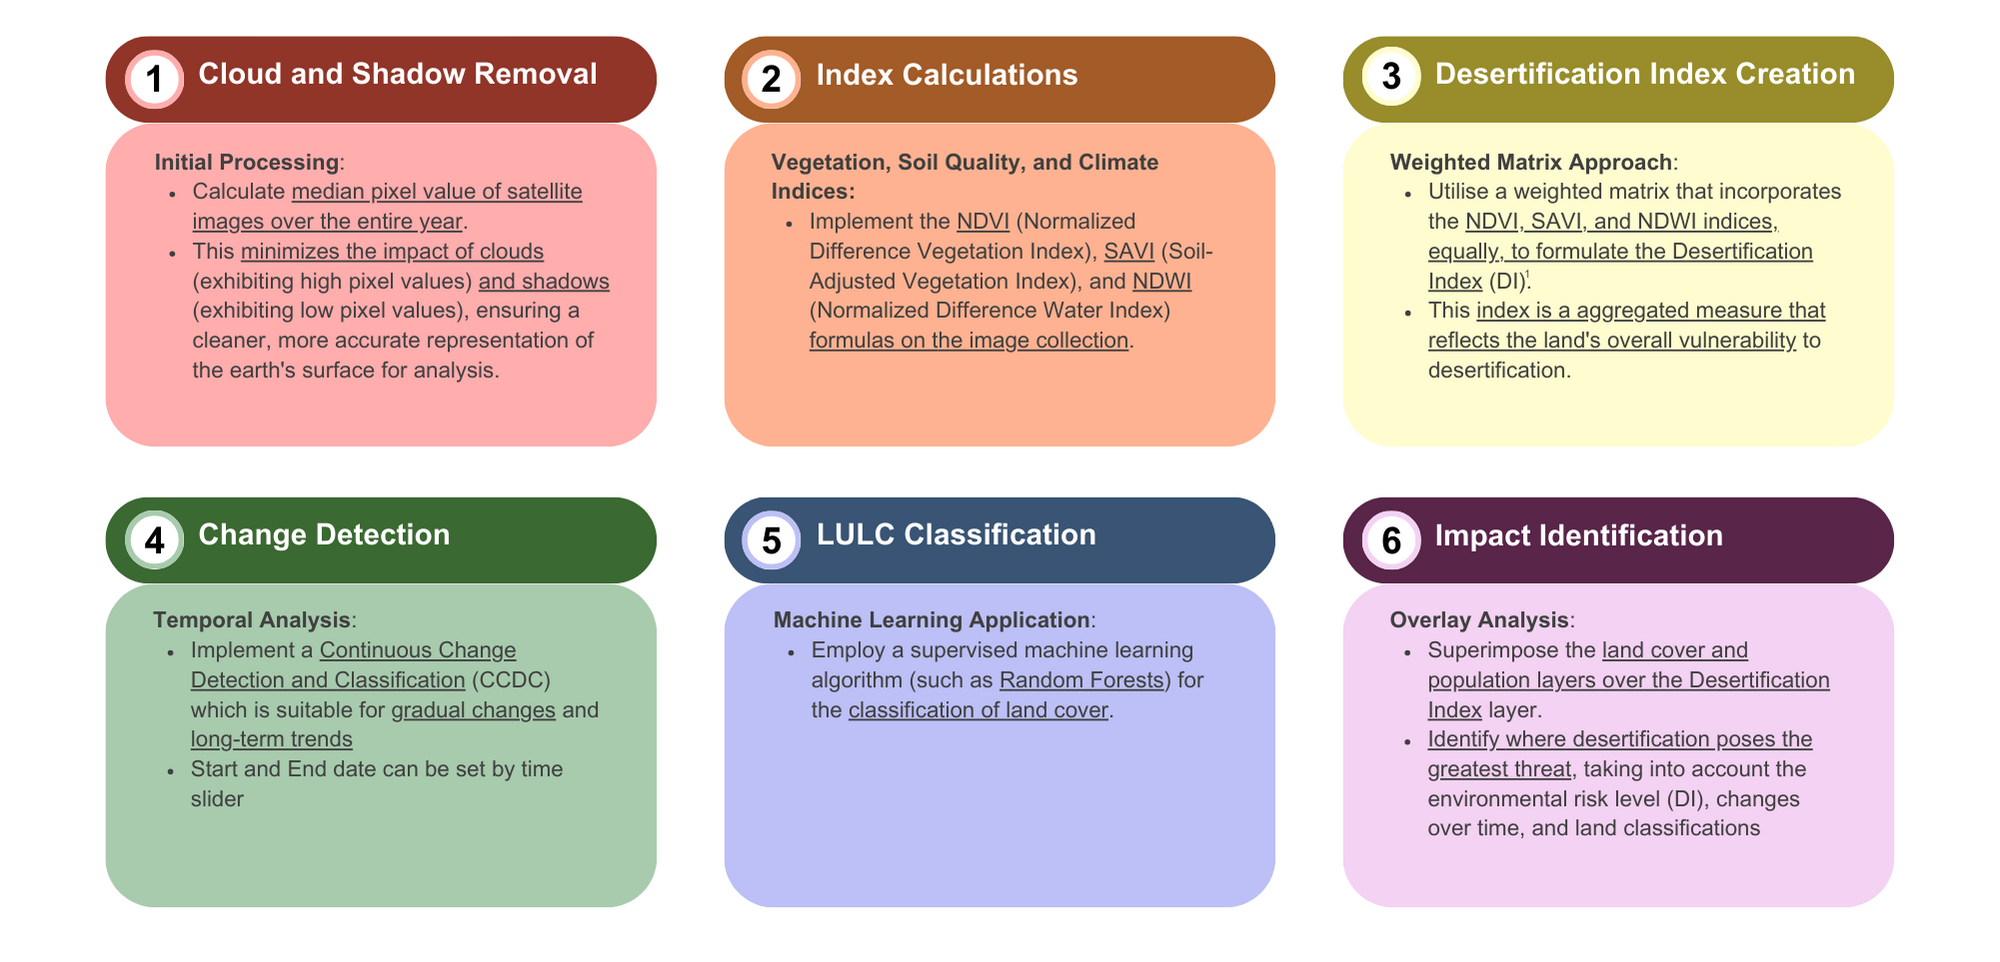 1
Cloud and Shadow Removal
Initial Processing:
• Calculate median pixel value of satellite
images over the entire year.
• This minimizes the impact of clouds
(exhibiting high pixel values) and shadows
(exhibiting low pixel values), ensuring a
cleaner, more accurate representation of
the earth's surface for analysis.
2
Index Calculations
Vegetation, Soil Quality, and Climate
Indices:
• Implement the NDVI (Normalized
Difference Vegetation Index), SAVI (Soil-
Adjusted Vegetation Index), and NDWI
(Normalized Difference Water Index)
formulas on the image collection.
3
Desertification Index Creation
Weighted Matrix Approach:
• Utilise a weighted matrix that incorporates
the NDVI, SAVI, and NDWI indices,
equally, to formulate the Desertification
Index (DI)¹.
• This index is a aggregated measure that
reflects the land's overall vulnerability to
desertification.
4
Change Detection
Temporal Analysis:
• Implement a Continuous Change
Detection and Classification (CCDC)
which is suitable for gradual changes and
long-term trends
• Start and End date can be set by time
slider
5
LULC Classification
Machine Learning Application:
• Employ a supervised machine learning
algorithm (such as Random Forests) for
the classification of land cover.
6
Impact Identification
Overlay Analysis:
• Superimpose the land cover and
population layers over the Desertification
Index layer.
• Identify where desertification poses the
greatest threat, taking into account the
environmental risk level (DI), changes
over time, and land classifications